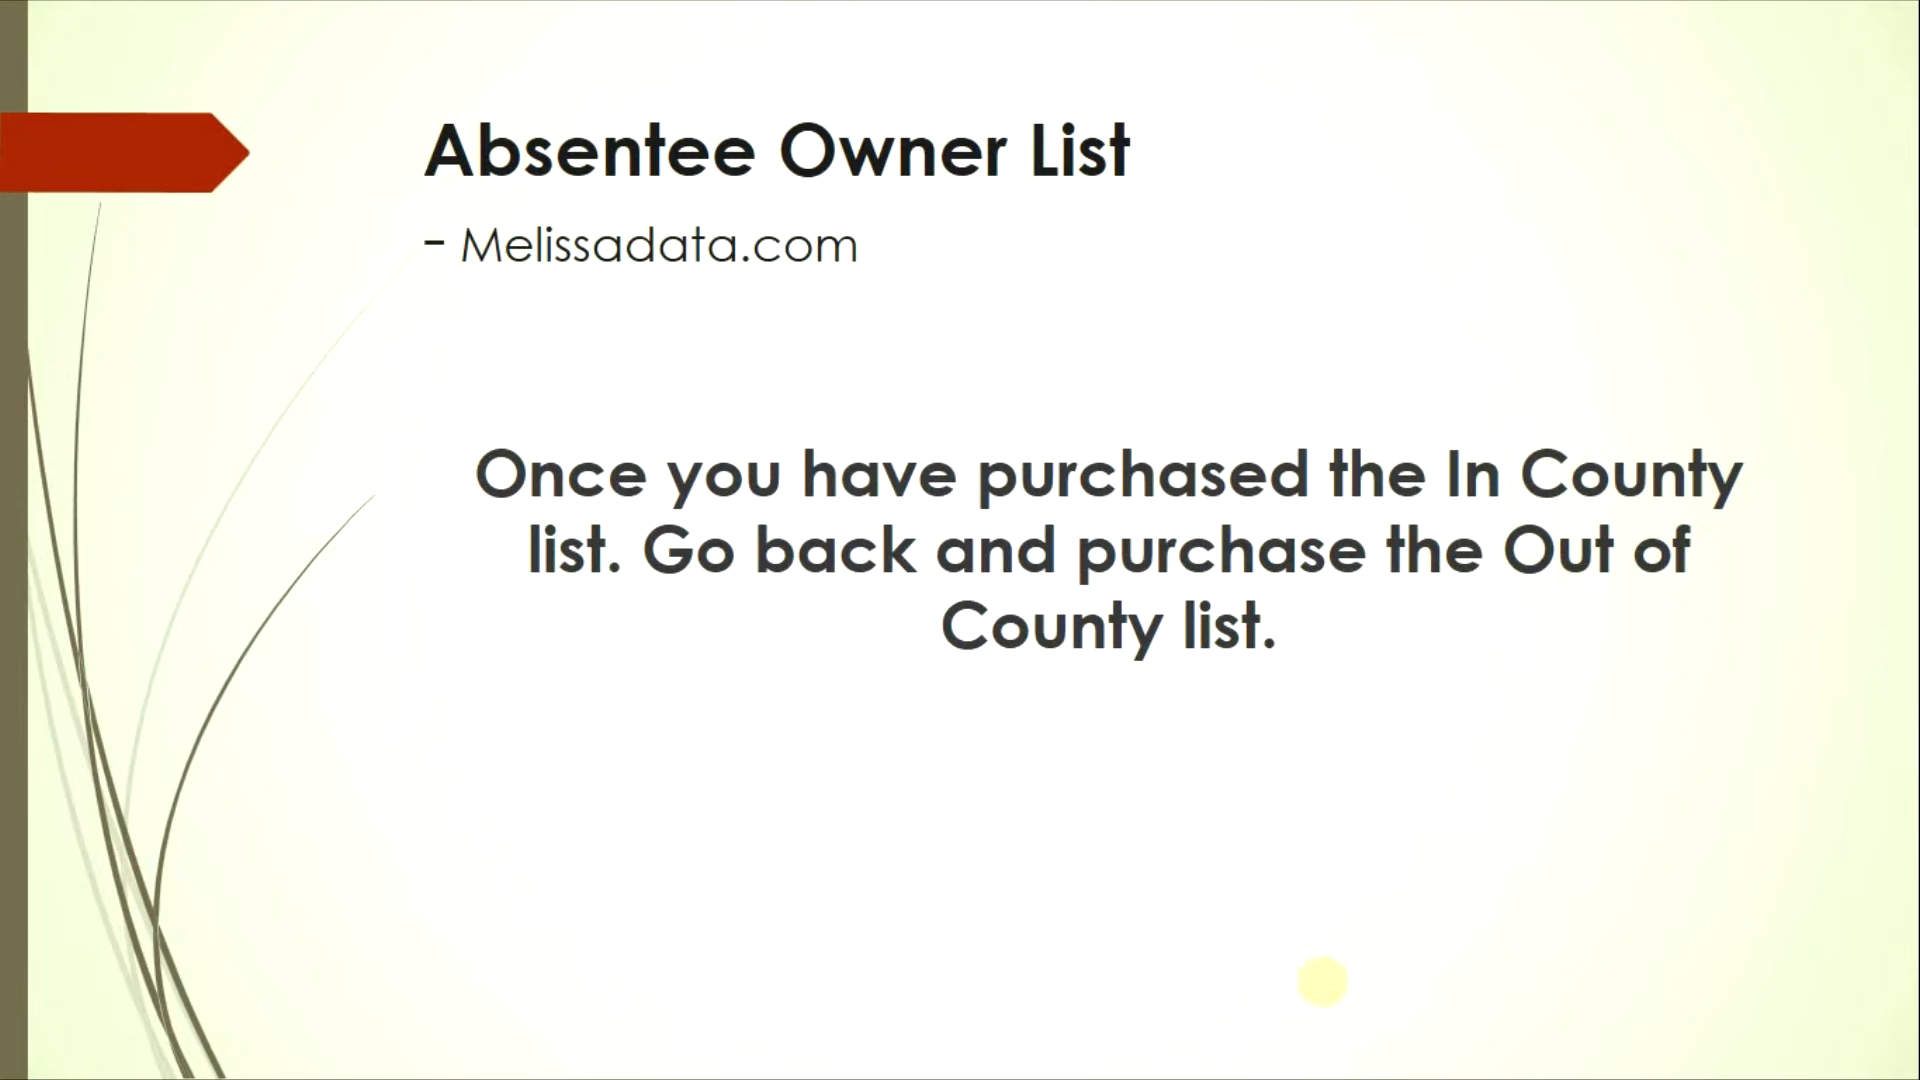 Absentee Owner List
- Melissadata.com
Once you have purchased the In County
list. Go back and purchase the Out of
County list.